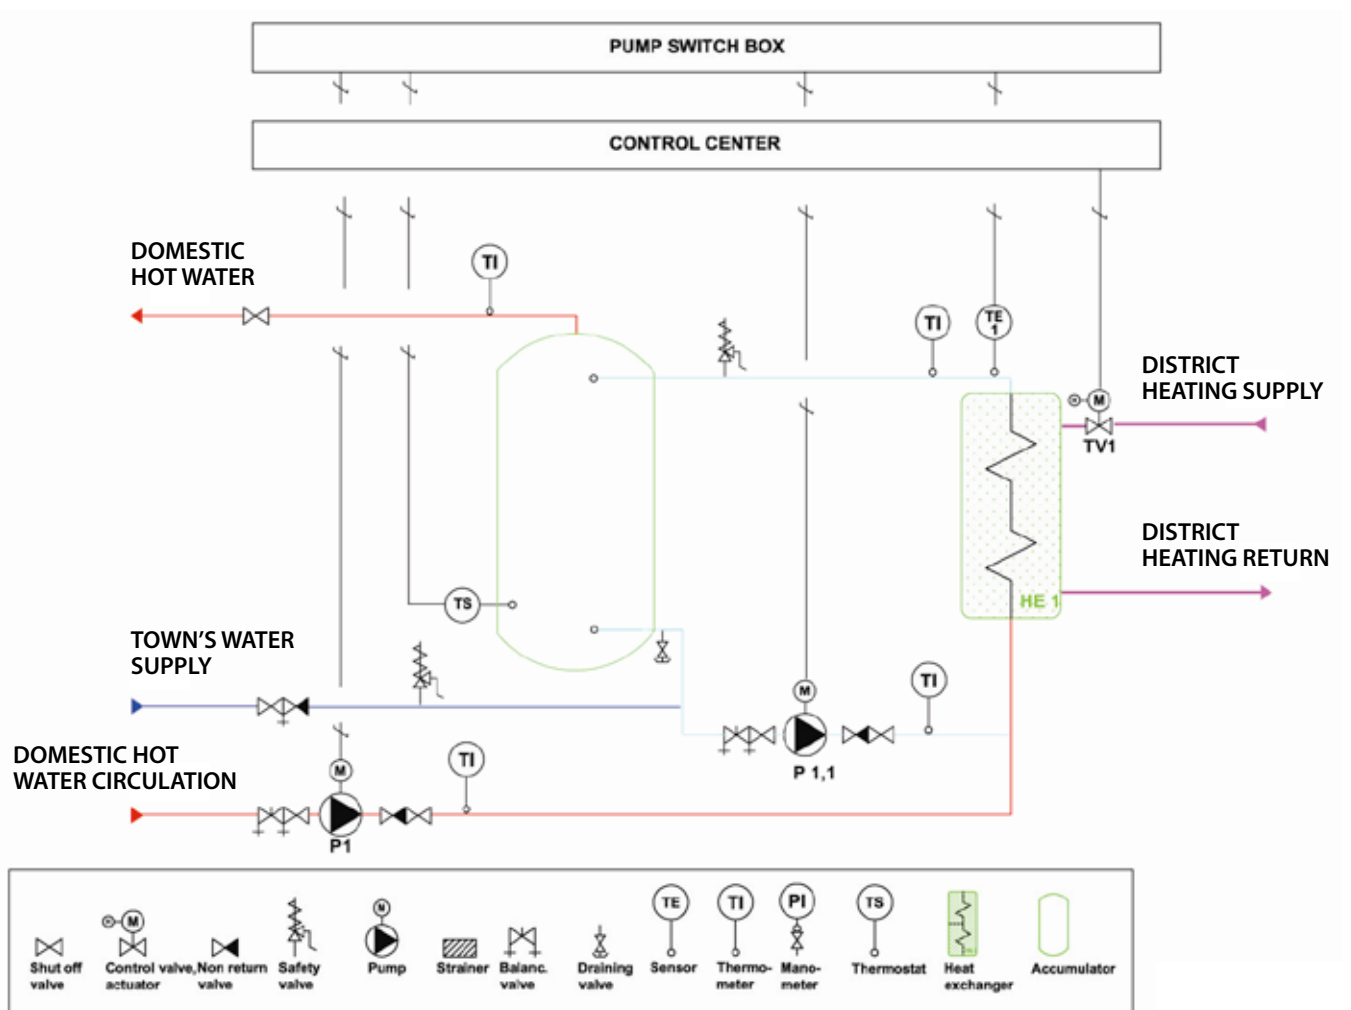 PUMP SWITCH BOX
CONTROL CENTER
DOMESTIC
HOT WATER
TI
TI
TE
1
DISTRICT
HEATING SUPPLY
M
TV1
DISTRICT
HEATING RETURN
HE 1
TS
TOWN'S WATER
SUPPLY
M
TI
P 1,1
DOMESTIC HOT
WATER CIRCULATION
M
TI
P1
TE
TI
PI
TS
N
M
Shut off
valve
Control valve,
actuator
Non return
valve
Safety
valve
Pump
Strainer
Balanc.
valve
Draining
valve
Sensor
Thermo-
meter
Mano-
meter
Thermostat
Heat
exchanger
Accumulator